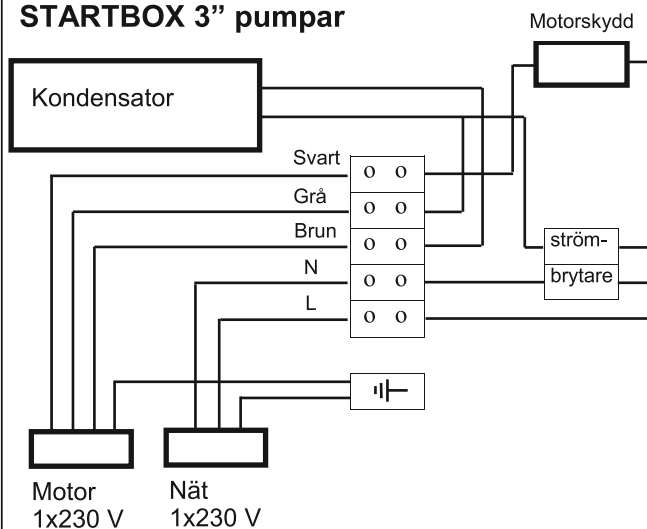 STARTBOX 3” pumpar
Motorskydd
Kondensator
Svart
Grå
Brun
N
L
ström-
brytare
Motor
1x230 V
Nät
1x230 V